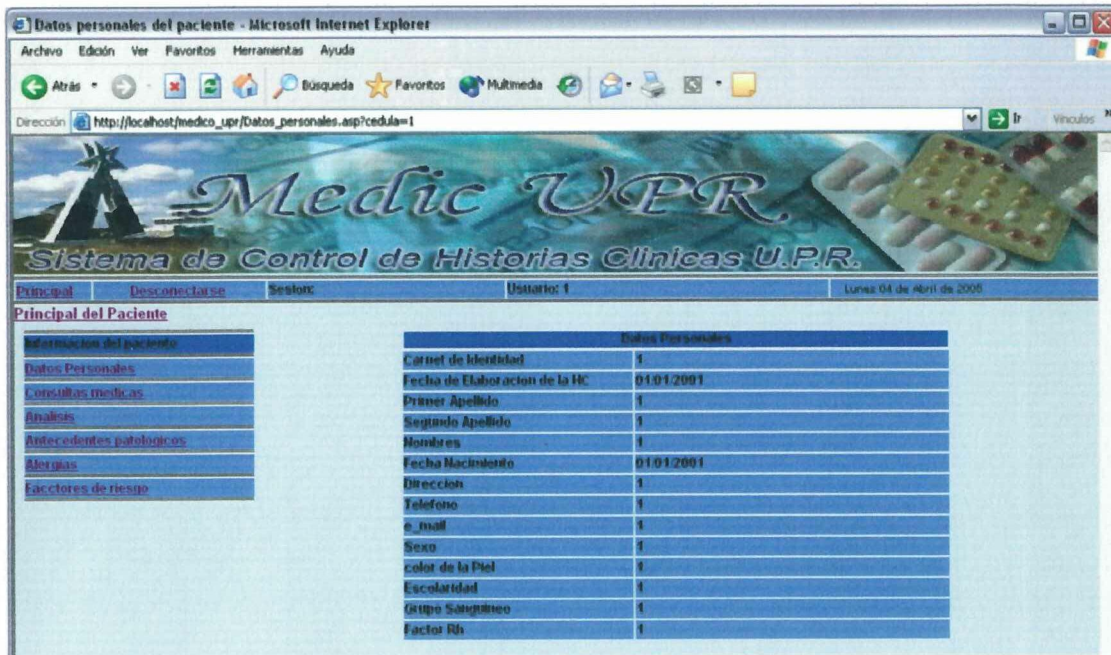 Datos personales del paciente - Microsoft Internet Explorer
Archivo Edición Ver Favoritos Herramientas Ayuda
Atrás Búsqueda Favoritos Multimedia
Dirección http://localhost/medico_upr/Datos_personales.asp?cedula=1 Ir Vínculos »
Medic UPR
Sistema de Control de Historias Clinicas U.P.R.
Principal Desconectarse Sesion: Usuario: 1 Lunes 04 de Abril de 2005
Principal del Paciente
Informacion del paciente
Datos Personales
Consultas medicas
Analisis
Antecedentes patologicos
Alergias
Facctores de riesgo
Datos Personales
Carnet de Identidad 1
Fecha de Elaboracion de la HC 01/01/2001
Primer Apellido 1
Segundo Apellido 1
Nombres 1
Fecha Nacimiento 01/01/2001
Direccion 1
Telefono 1
e_mail 1
Sexo 1
color de la Piel 1
Escolaridad 1
Grupo Sanguineo 1
Factor Rh 1